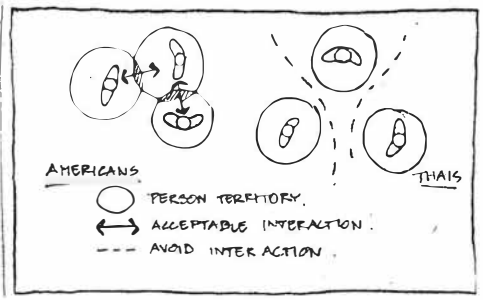 AMERICANS
THAIS
PERSON TERRITORY.
ACCEPTABLE INTERACTION.
AVOID INTERACTION